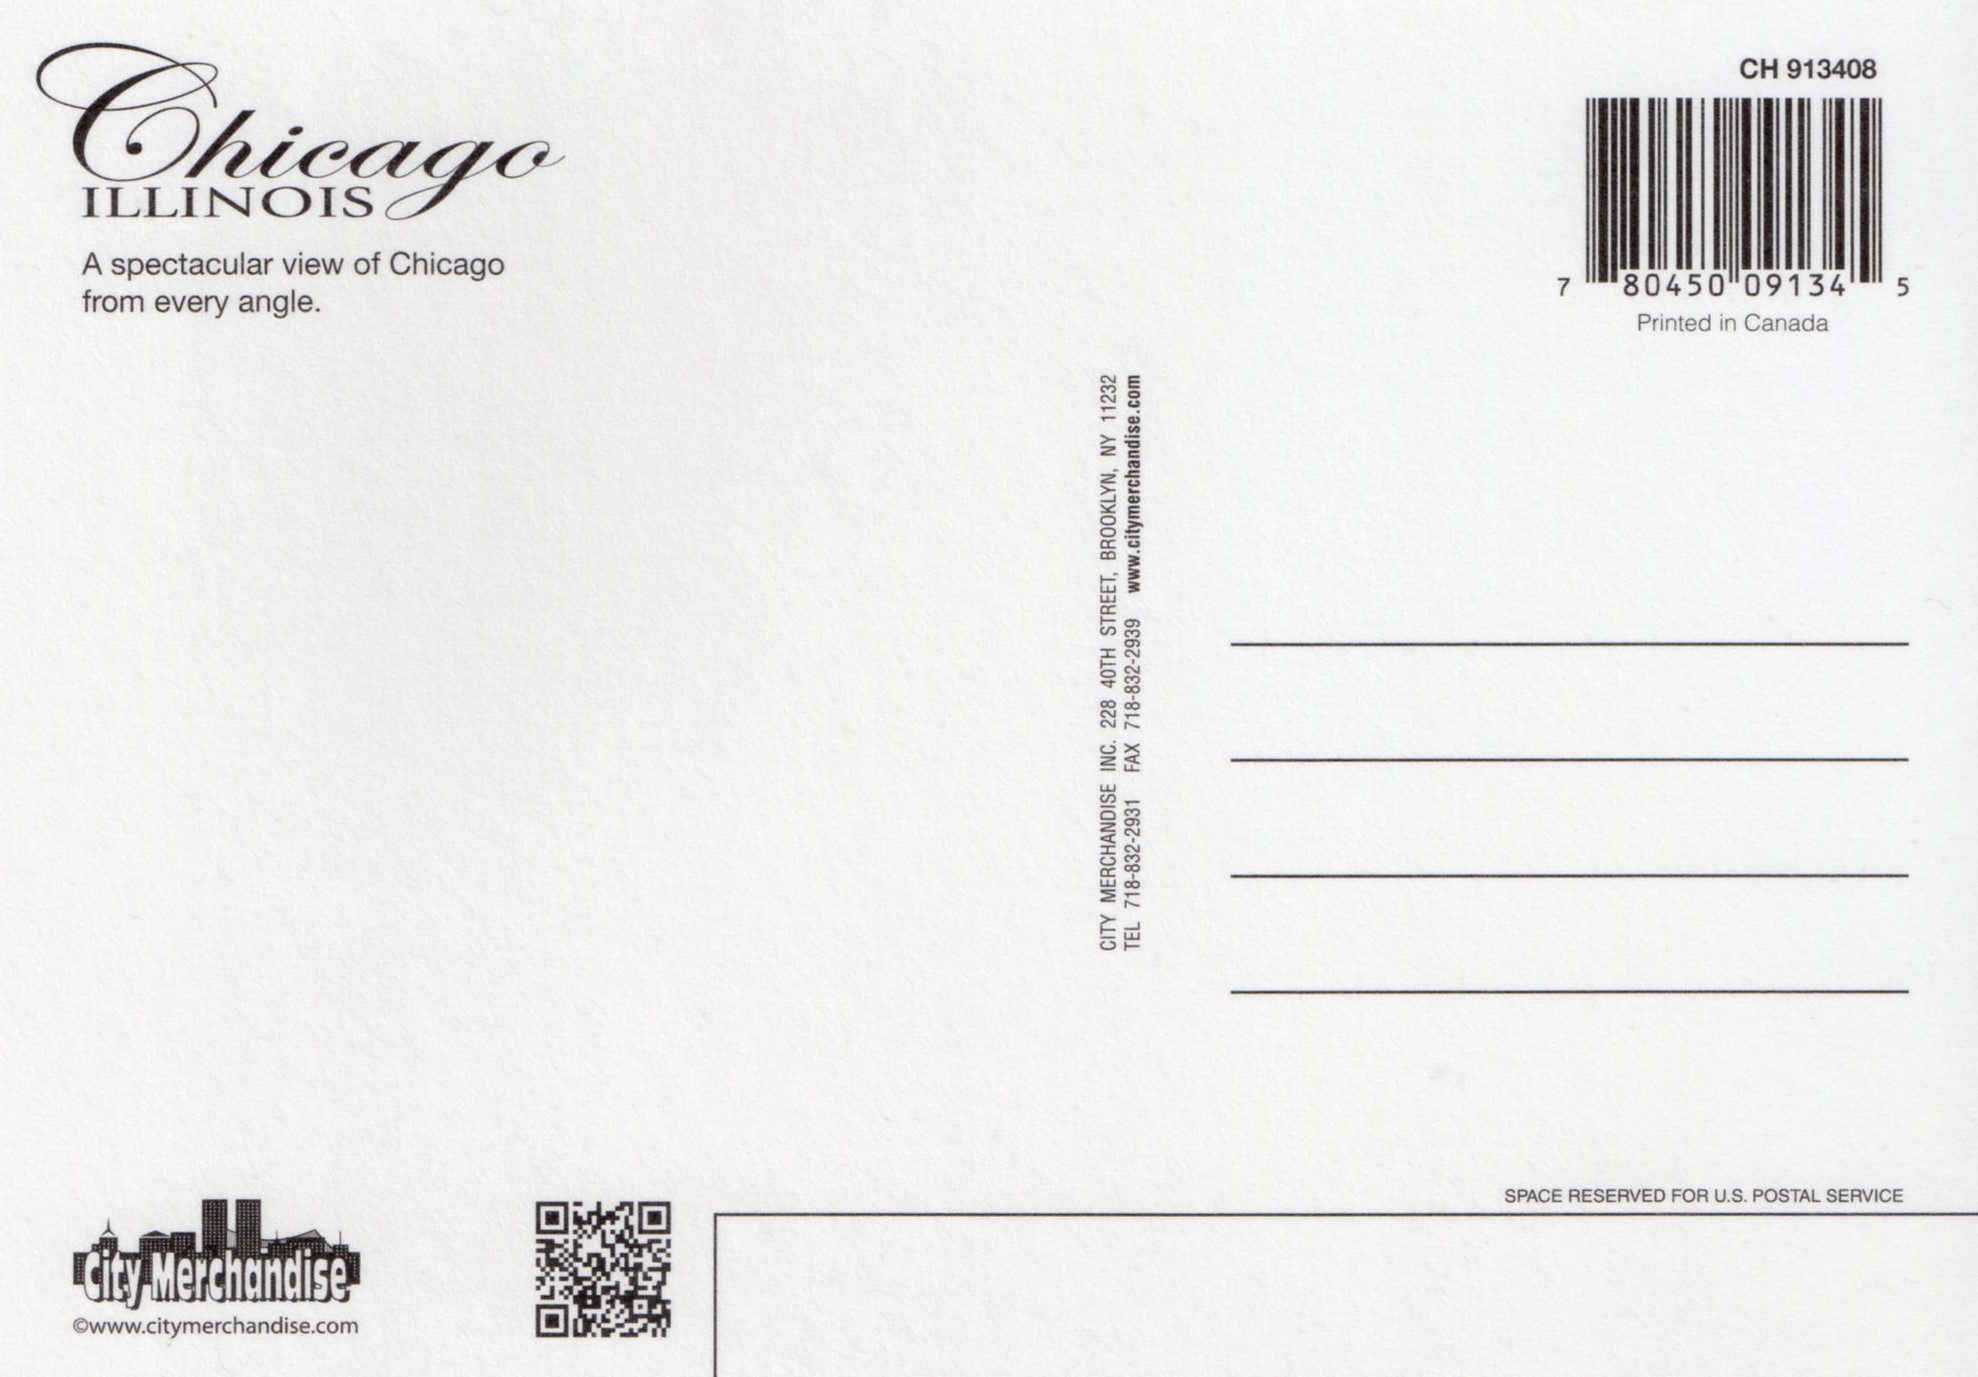 Chicago
ILLINOIS
A spectacular view of Chicago
from every angle.
CH 913408
7 80450 09134 5
Printed in Canada
CITY MERCHANDISE INC. 228 40TH STREET, BROOKLYN, NY 11232
TEL 718-832-2931 FAX 718-832-2939 www.citymerchandise.com
SPACE RESERVED FOR U.S. POSTAL SERVICE
City Merchandise
©www.citymerchandise.com